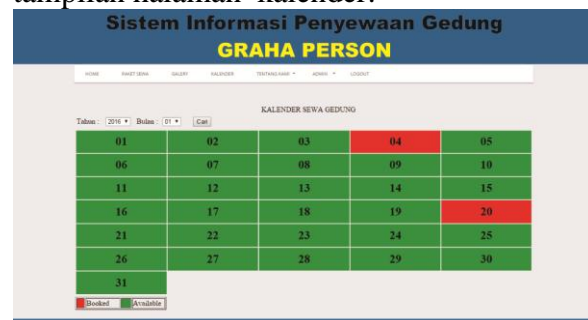 tampilan halaman kalender.
Sistem Informasi Penyewaan Gedung
GRAHA PERSON
HOME PAKET SEWA GALERY KALENDER TENTANG KAMI ADMIN LOGOUT
KALENDER SEWA GEDUNG
Tahun : 2016 Bulan : 01 Cari
01 02 03 04 05
06 07 08 09 10
11 12 13 14 15
16 17 18 19 20
21 22 23 24 25
26 27 28 29 30
31
Booked Available